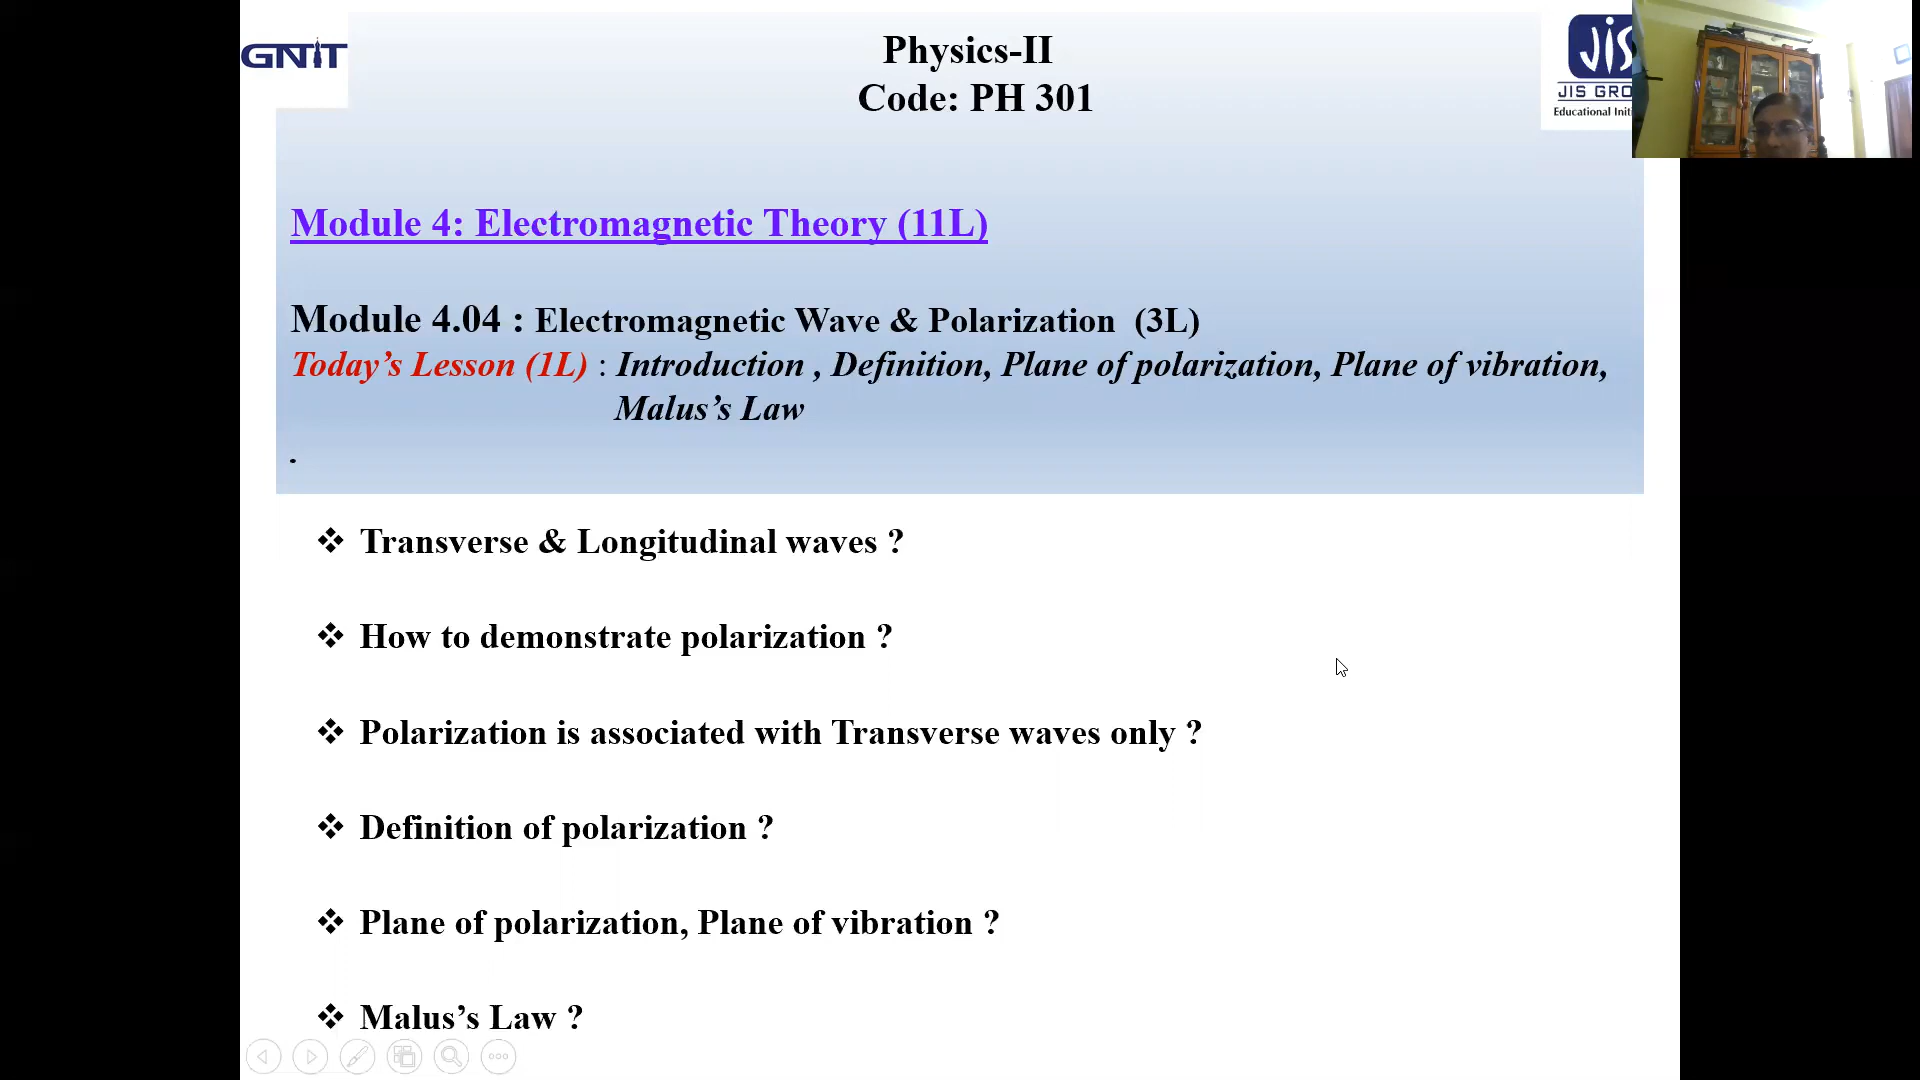 GNIT
Physics-II
Code: PH 301
JIS
JIS GRO
Educational Initi
Module 4: Electromagnetic Theory (11L)
Module 4.04 : Electromagnetic Wave & Polarization (3L)
Today’s Lesson (1L) : Introduction , Definition, Plane of polarization, Plane of vibration,
Malus’s Law
.
❖ Transverse & Longitudinal waves ?
❖ How to demonstrate polarization ?
❖ Polarization is associated with Transverse waves only ?
❖ Definition of polarization ?
❖ Plane of polarization, Plane of vibration ?
❖ Malus’s Law ?